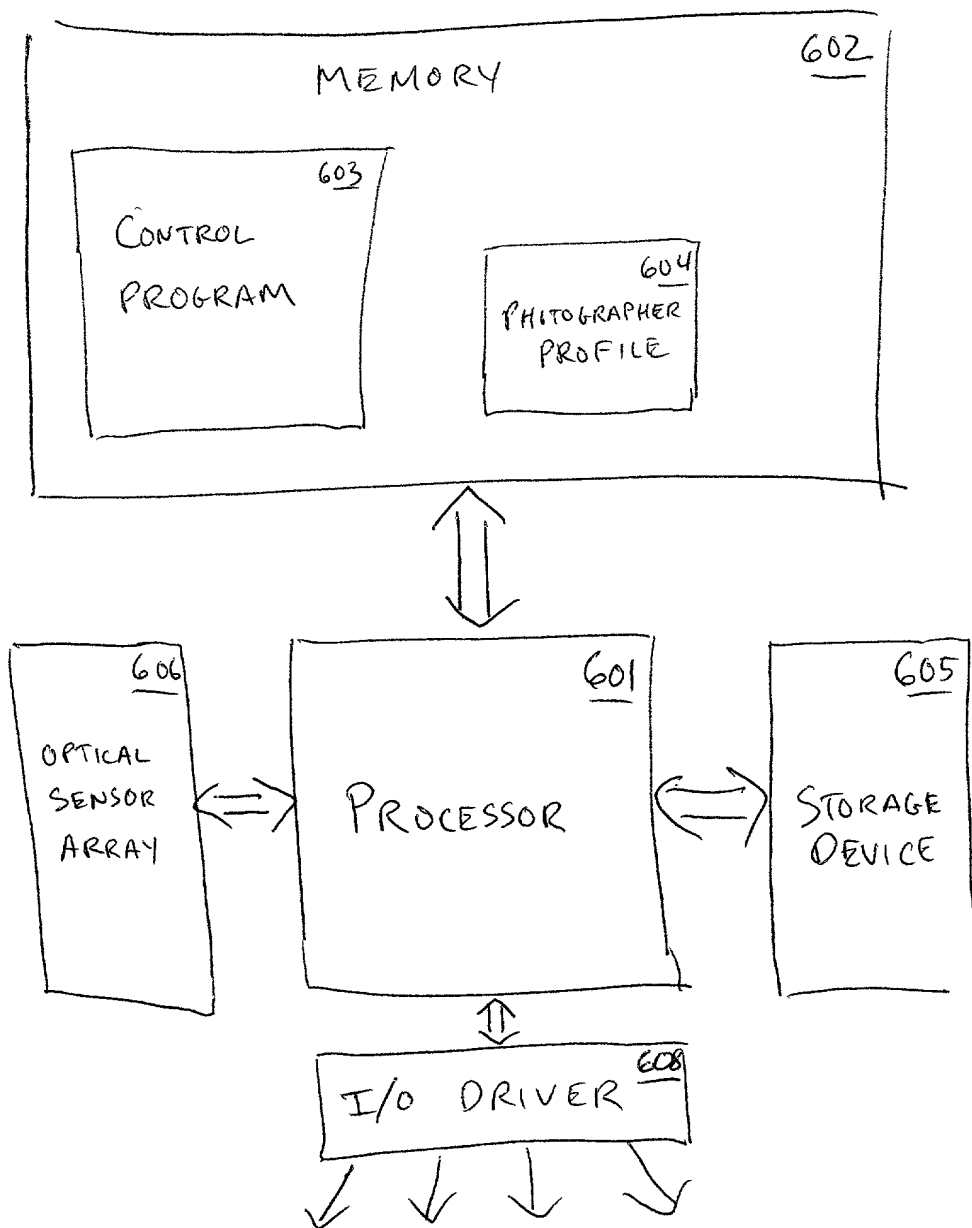 602
MEMORY
603
CONTROL
PROGRAM
604
PHITOGRAPHER
PROFILE
606
OPTICAL
SENSOR
ARRAY
601
PROCESSOR
605
STORAGE
DEVICE
608
I/O DRIVER